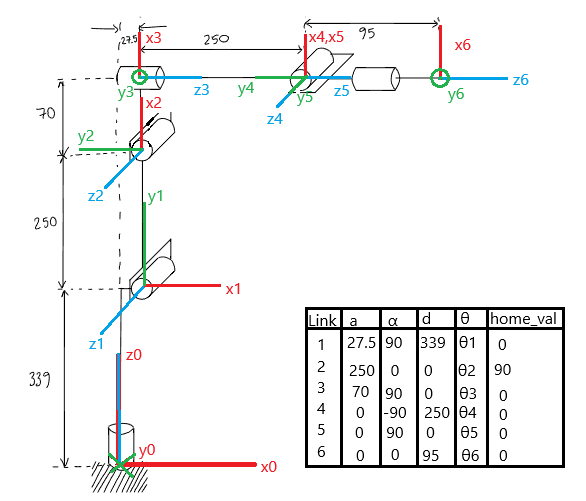 27.5
x3
250
x4,x5
95
x6
y3
z3
y4
y5
z5
z4
y6
z6
70
x2
y2
z2
y1
250
x1
z1
z0
339
y0
x0
Link a α d θ home_val
1 27.5 90 339 θ1 0
2 250 0 0 θ2 90
3 70 90 0 θ3 0
4 0 -90 250 θ4 0
5 0 90 0 θ5 0
6 0 0 95 θ6 0